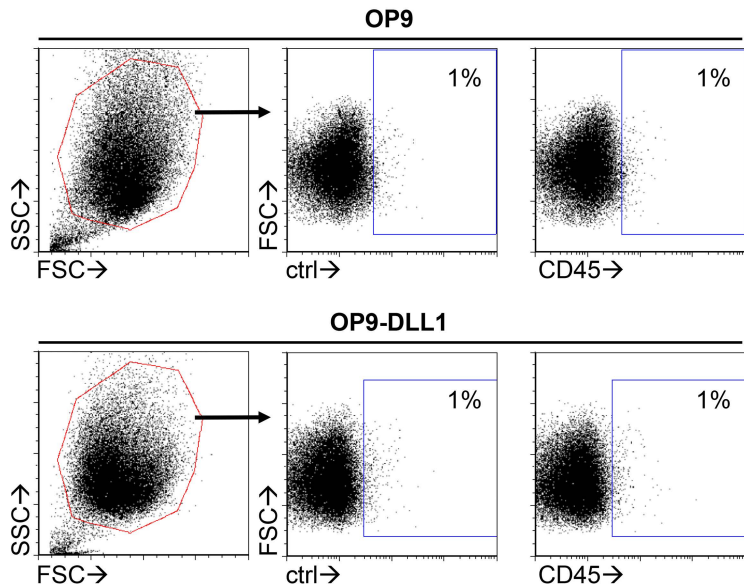 OP9
1%
1%
SSC→
FSC→
FSC→
ctrl→
CD45→
OP9-DLL1
1%
1%
SSC→
FSC→
FSC→
ctrl→
CD45→